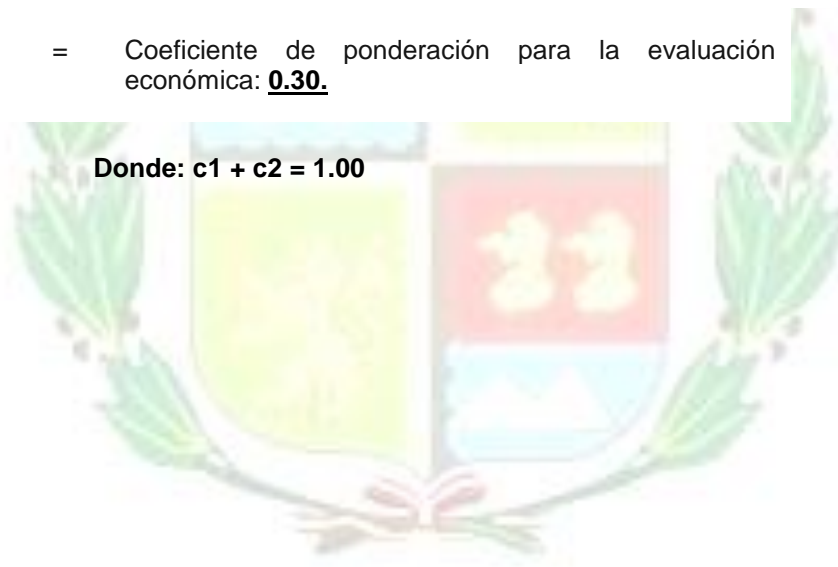 = Coeficiente de ponderación para la evaluación
económica: 0.30.
Donde: c1 + c2 = 1.00